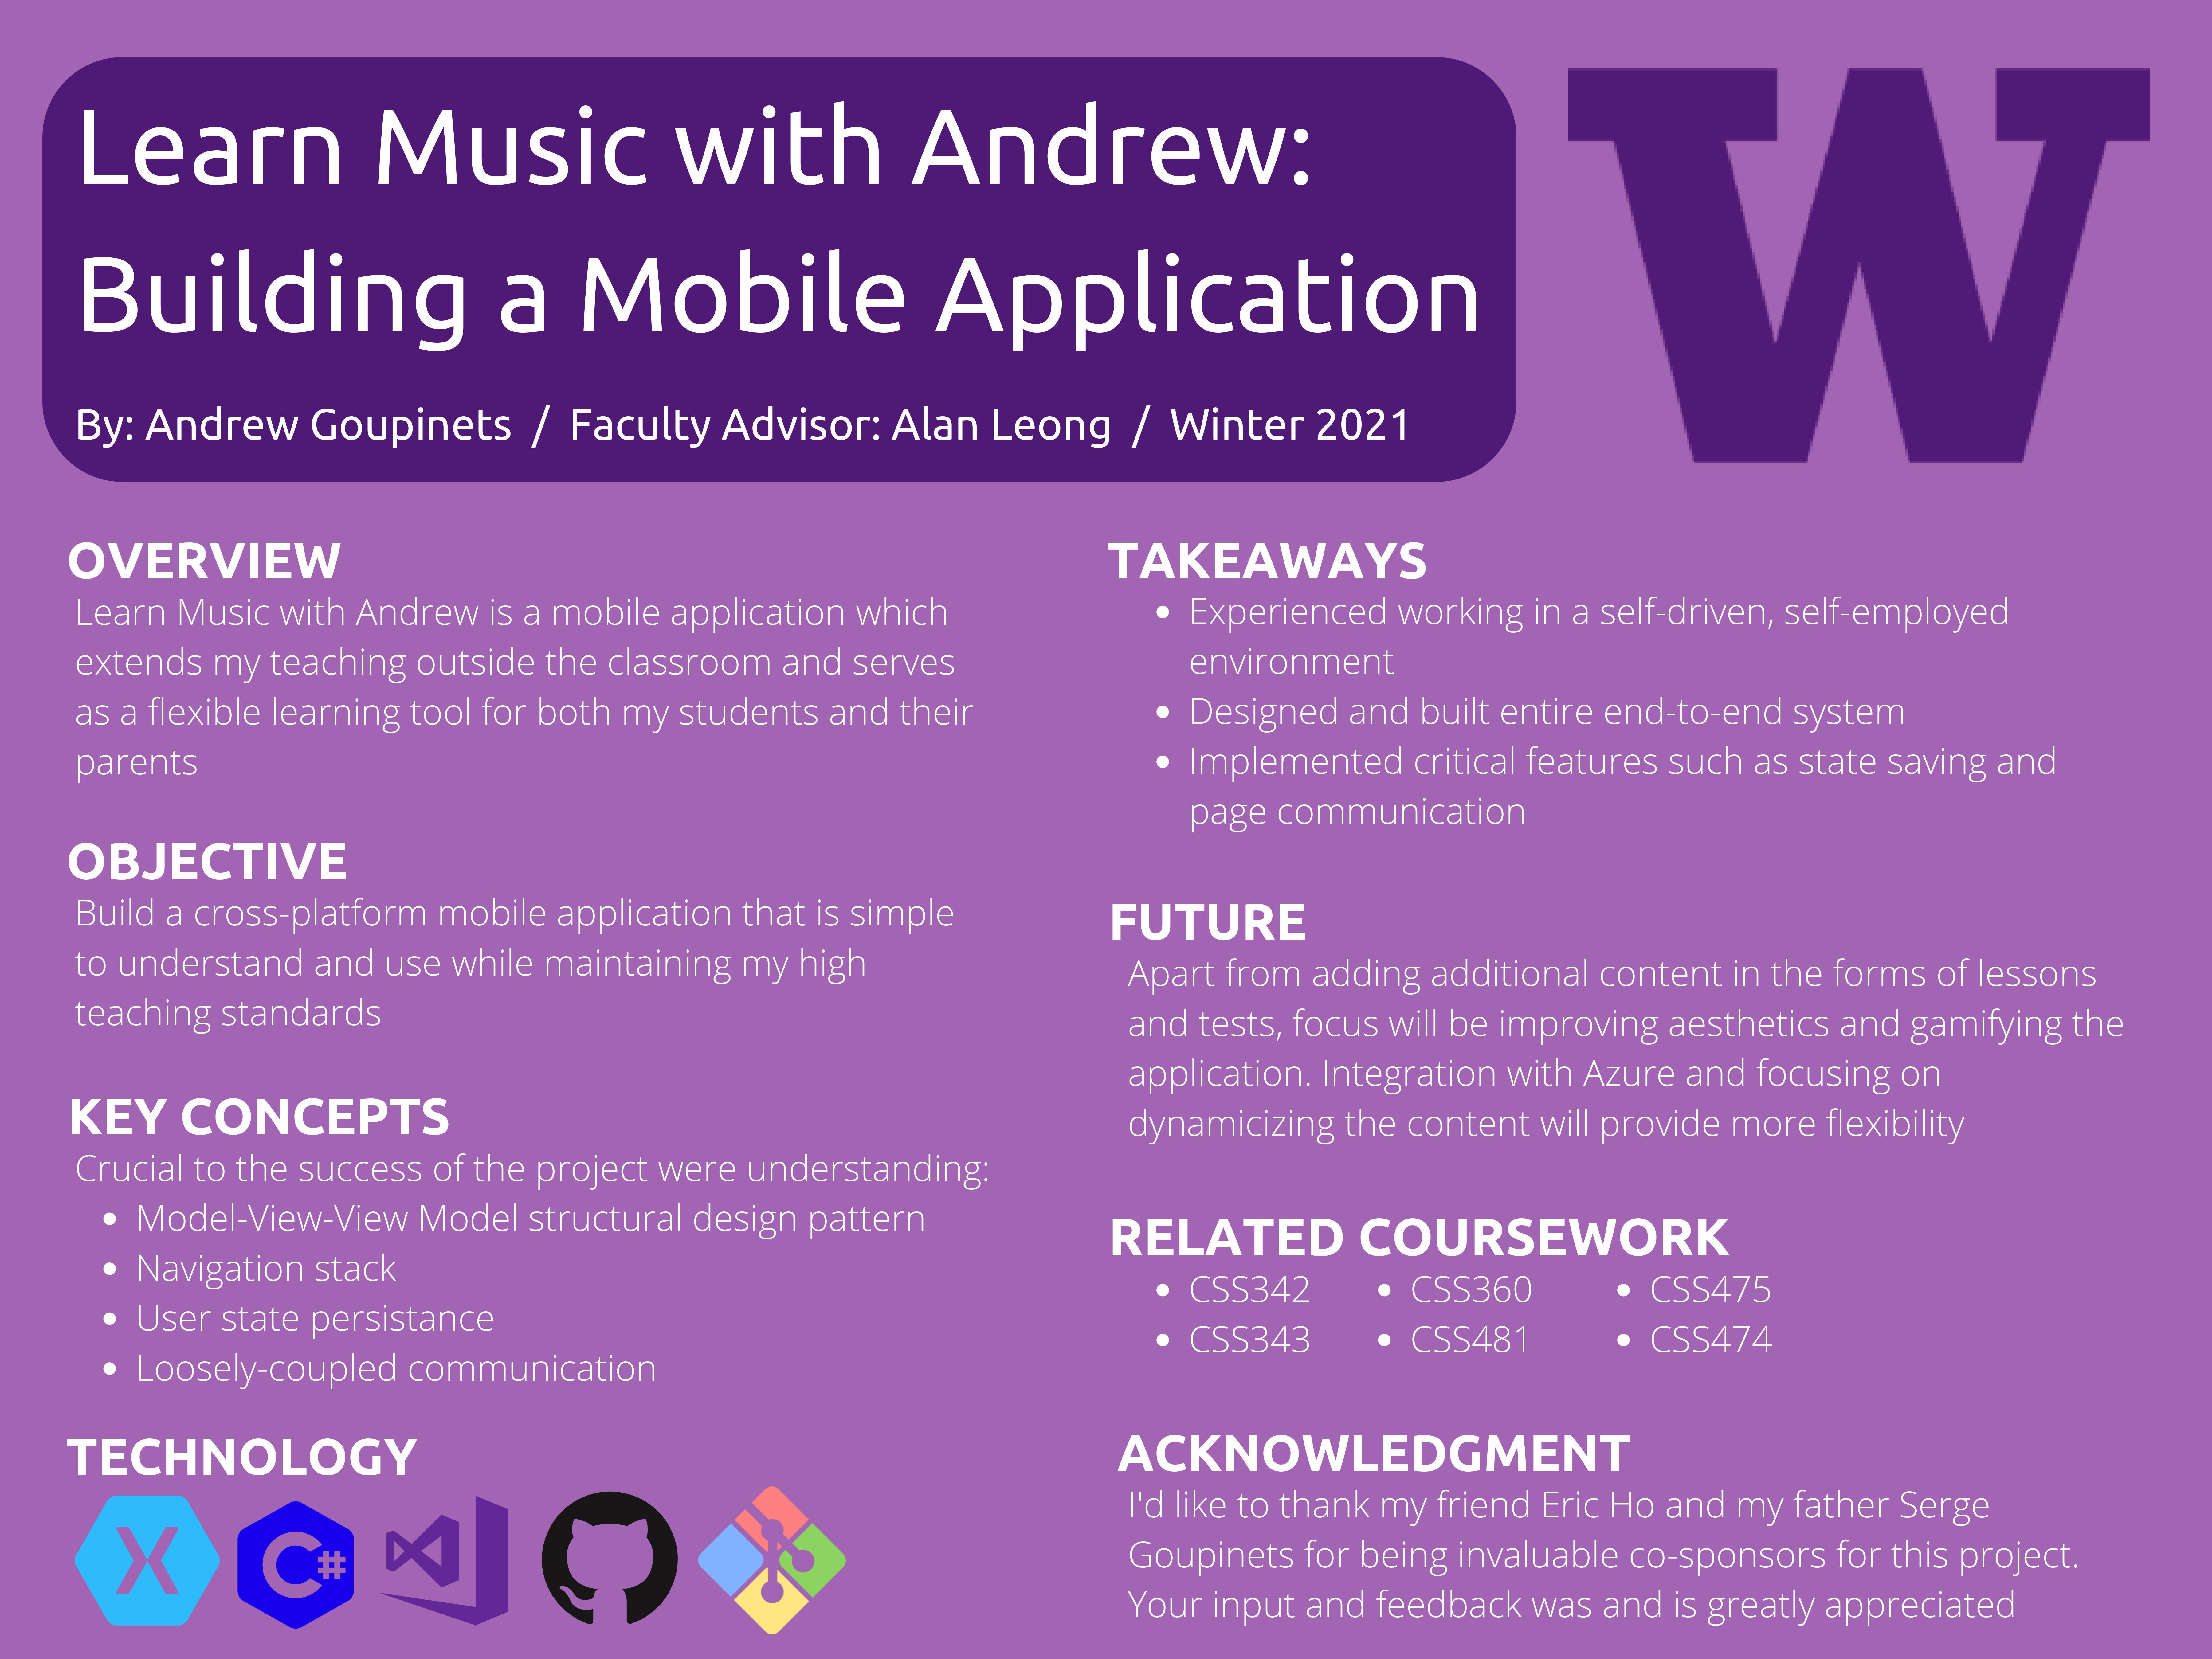 Learn Music with Andrew:
Building a Mobile Application
By: Andrew Goupinets / Faculty Advisor: Alan Leong / Winter 2021
W
OVERVIEW
Learn Music with Andrew is a mobile application which
extends my teaching outside the classroom and serves
as a flexible learning tool for both my students and their
parents
OBJECTIVE
Build a cross-platform mobile application that is simple
to understand and use while maintaining my high
teaching standards
KEY CONCEPTS
Crucial to the success of the project were understanding:
• Model-View-View Model structural design pattern
• Navigation stack
• User state persistance
• Loosely-coupled communication
TECHNOLOGY
X C#
TAKEAWAYS
• Experienced working in a self-driven, self-employed
environment
• Designed and built entire end-to-end system
• Implemented critical features such as state saving and
page communication
FUTURE
Apart from adding additional content in the forms of lessons
and tests, focus will be improving aesthetics and gamifying the
application. Integration with Azure and focusing on
dynamicizing the content will provide more flexibility
RELATED COURSEWORK
• CSS342 • CSS360 • CSS475
• CSS343 • CSS481 • CSS474
ACKNOWLEDGMENT
I'd like to thank my friend Eric Ho and my father Serge
Goupinets for being invaluable co-sponsors for this project.
Your input and feedback was and is greatly appreciated